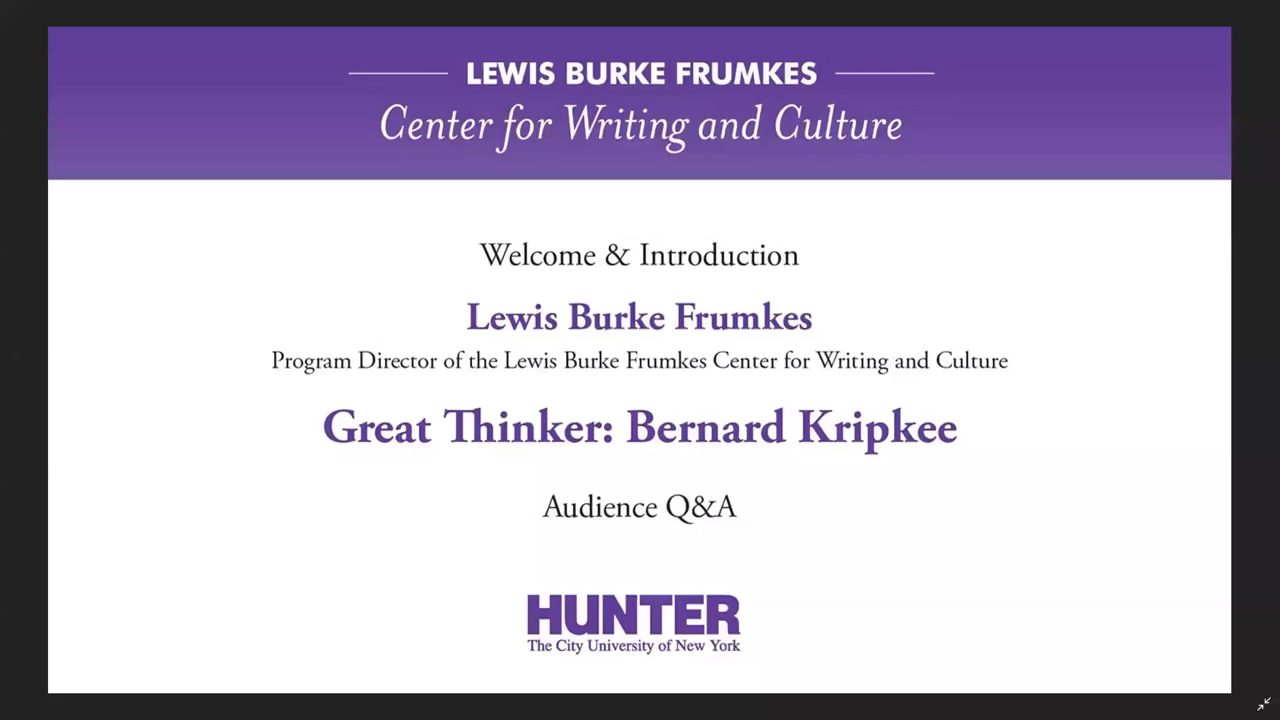 LEWIS BURKE FRUMKES
Center for Writing and Culture
Welcome & Introduction
Lewis Burke Frumkes
Program Director of the Lewis Burke Frumkes Center for Writing and Culture
Great Thinker: Bernard Kripkee
Audience Q&A
HUNTER
The City University of New York